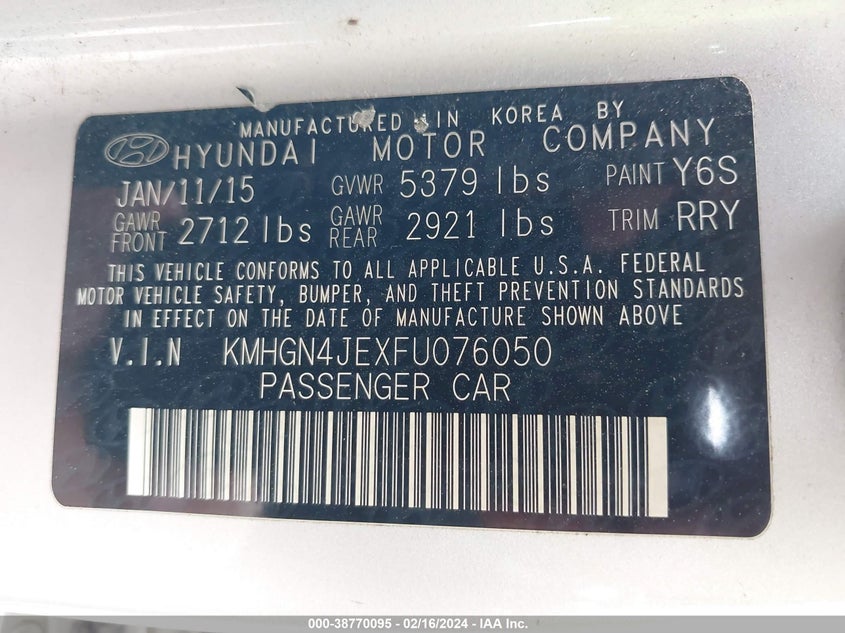 MANUFACTURED IN KOREA BY
HYUNDAI MOTOR COMPANY
JAN/11/15 GVWR 5379 lbs PAINT Y6S
GAWR FRONT 2712 lbs GAWR REAR 2921 lbs TRIM RRY
THIS VEHICLE CONFORMS TO ALL APPLICABLE U.S.A. FEDERAL
MOTOR VEHICLE SAFETY, BUMPER, AND THEFT PREVENTION STANDARDS
IN EFFECT ON THE DATE OF MANUFACTURE SHOWN ABOVE
V.I.N KMHGN4JEXFU076050
PASSENGER CAR
000-38770095 - 02/16/2024 - IAA Inc.